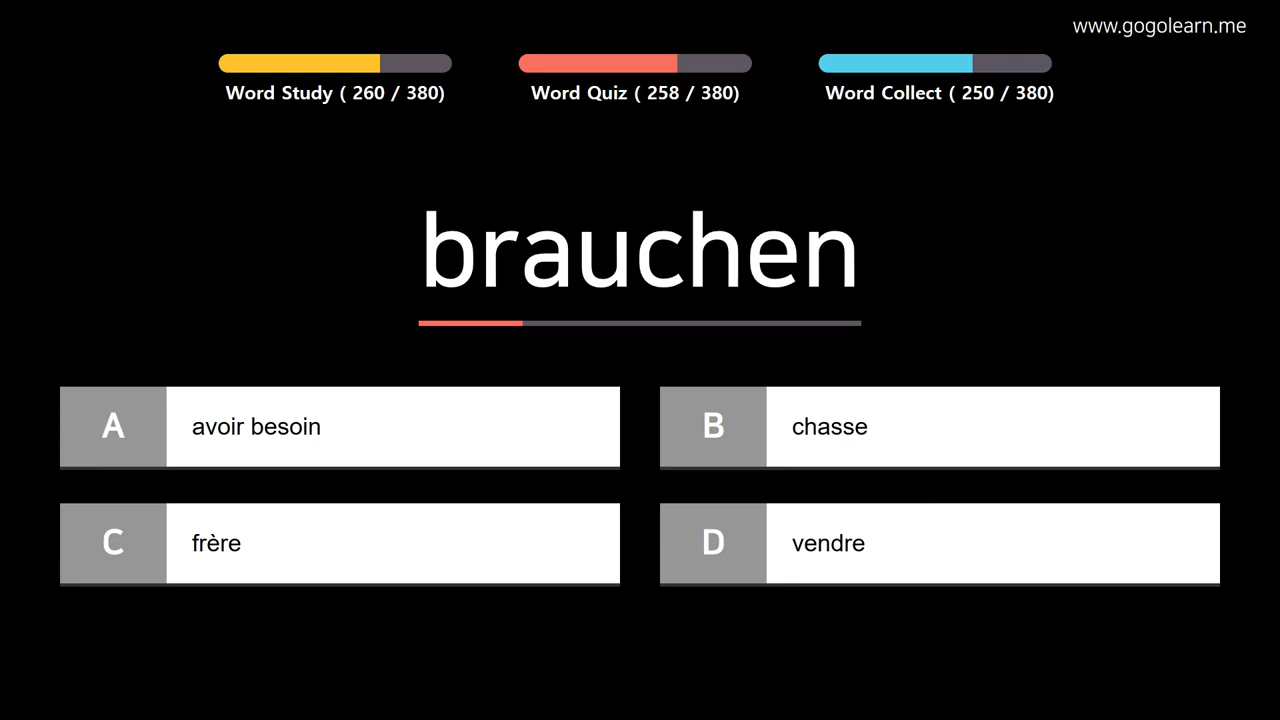 www.gogolearn.me
Word Study ( 260 / 380)
Word Quiz ( 258 / 380)
Word Collect ( 250 / 380)
brauchen
A avoir besoin
B chasse
C frère
D vendre